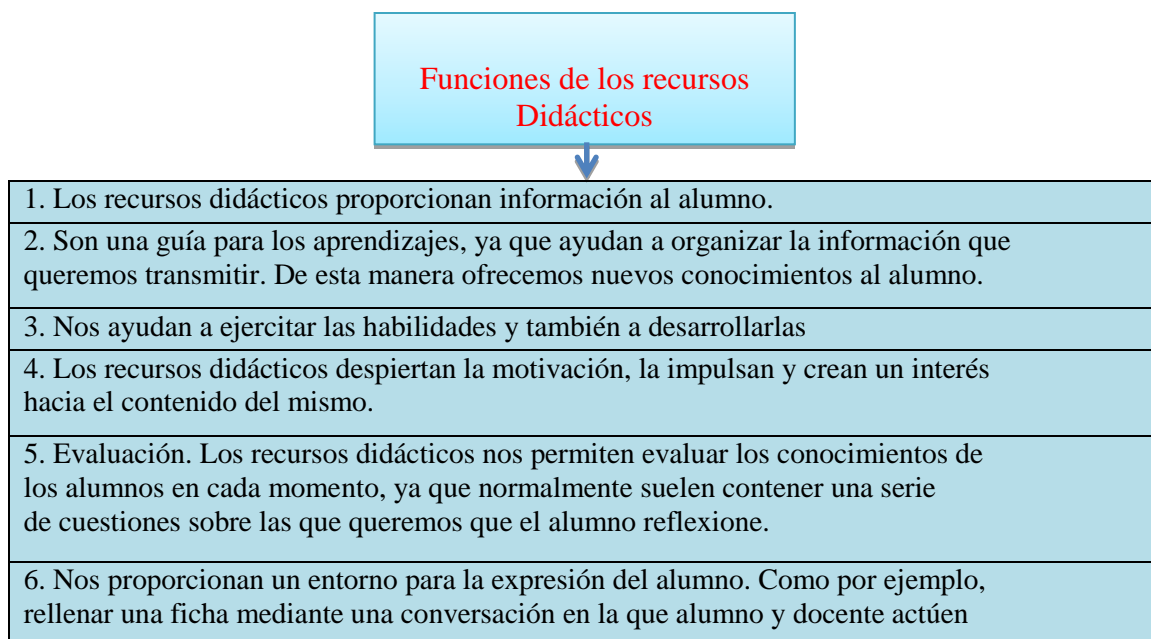 Funciones de los recursos
Didácticos
1. Los recursos didácticos proporcionan información al alumno.
2. Son una guía para los aprendizajes, ya que ayudan a organizar la información que
queremos transmitir. De esta manera ofrecemos nuevos conocimientos al alumno.
3. Nos ayudan a ejercitar las habilidades y también a desarrollarlas
4. Los recursos didácticos despiertan la motivación, la impulsan y crean un interés
hacia el contenido del mismo.
5. Evaluación. Los recursos didácticos nos permiten evaluar los conocimientos de
los alumnos en cada momento, ya que normalmente suelen contener una serie
de cuestiones sobre las que queremos que el alumno reflexione.
6. Nos proporcionan un entorno para la expresión del alumno. Como por ejemplo,
rellenar una ficha mediante una conversación en la que alumno y docente actúen